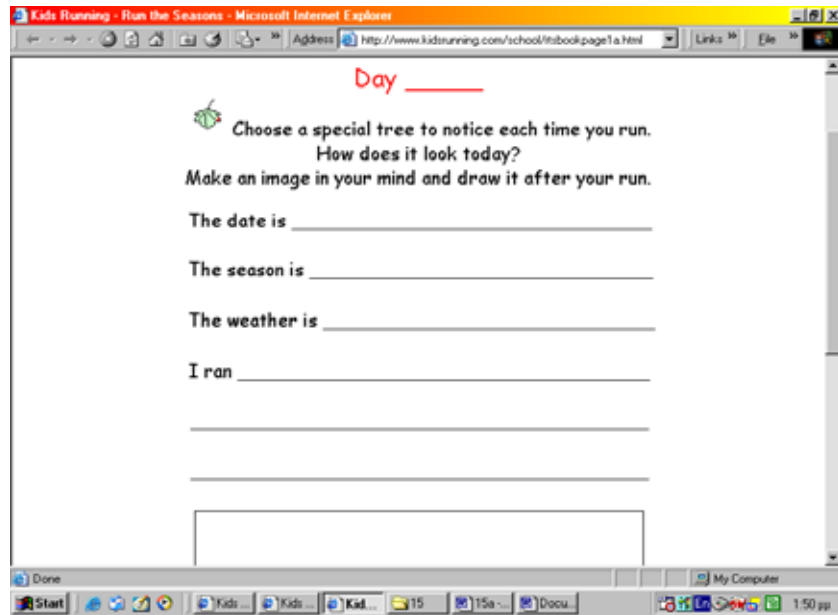 Kids Running - Run the Seasons - Microsoft Internet Explorer
Address http://www.kidsrunning.com/school/rtsbookpage1a.html Links » File »
Day _____
Choose a special tree to notice each time you run.
How does it look today?
Make an image in your mind and draw it after your run.
The date is
The season is
The weather is
I ran
Done My Computer
Start Kids ... Kids ... Kid... 15 15a -... Docu... 1:50